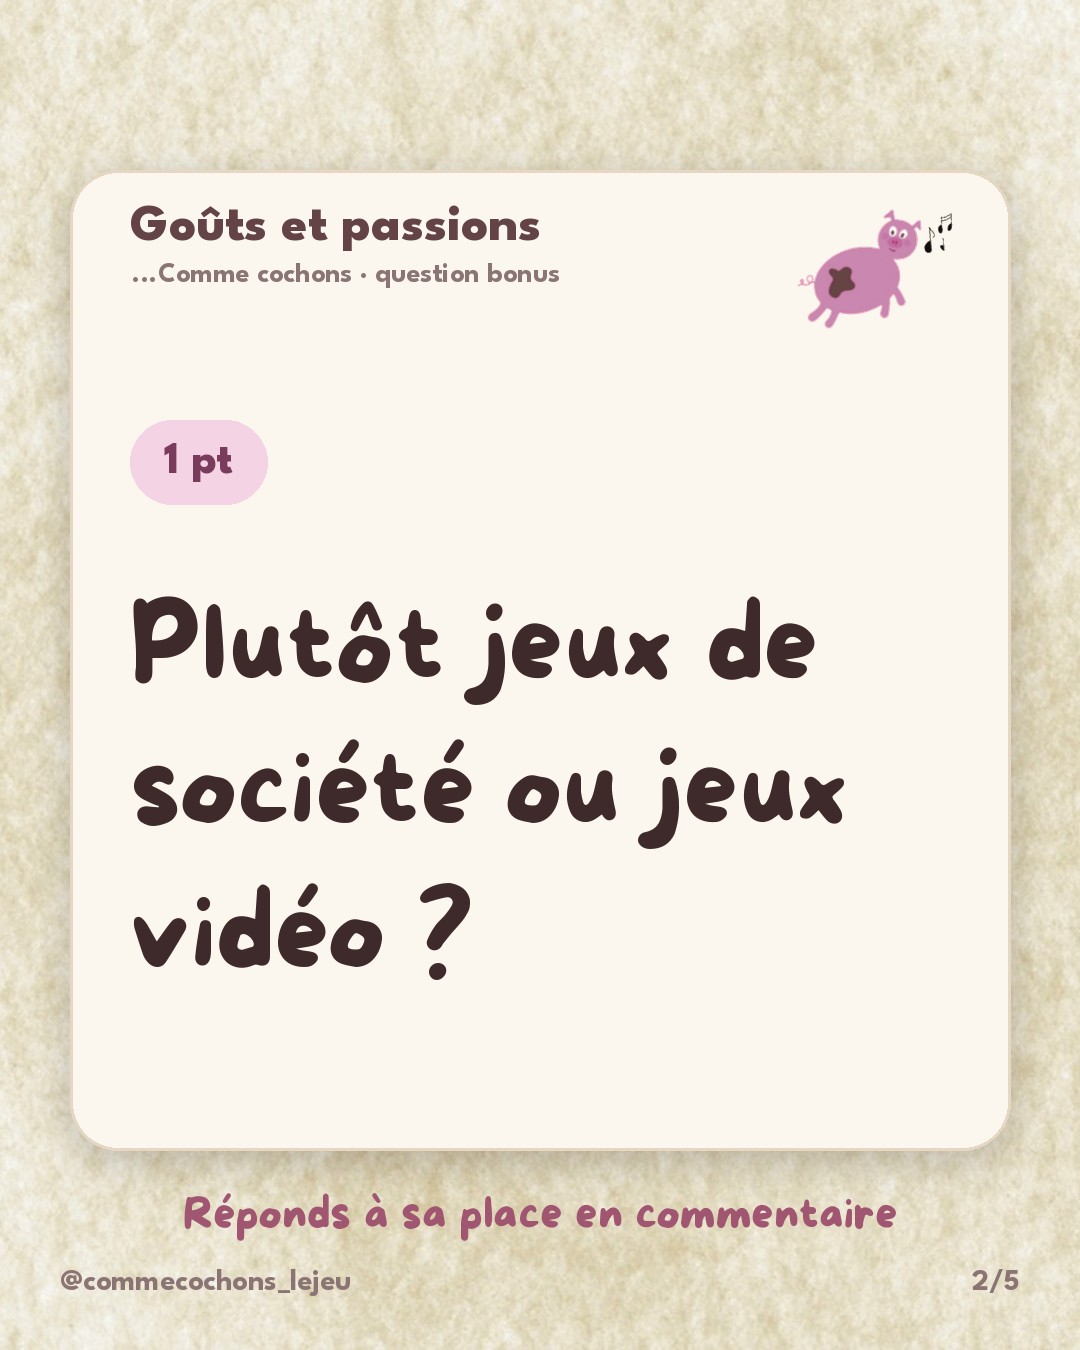 Goûts et passions
...Comme cochons · question bonus
1 pt
Plutôt jeux de
société ou jeux
vidéo ?
Réponds à sa place en commentaire
@commecochons_lejeu
2/5